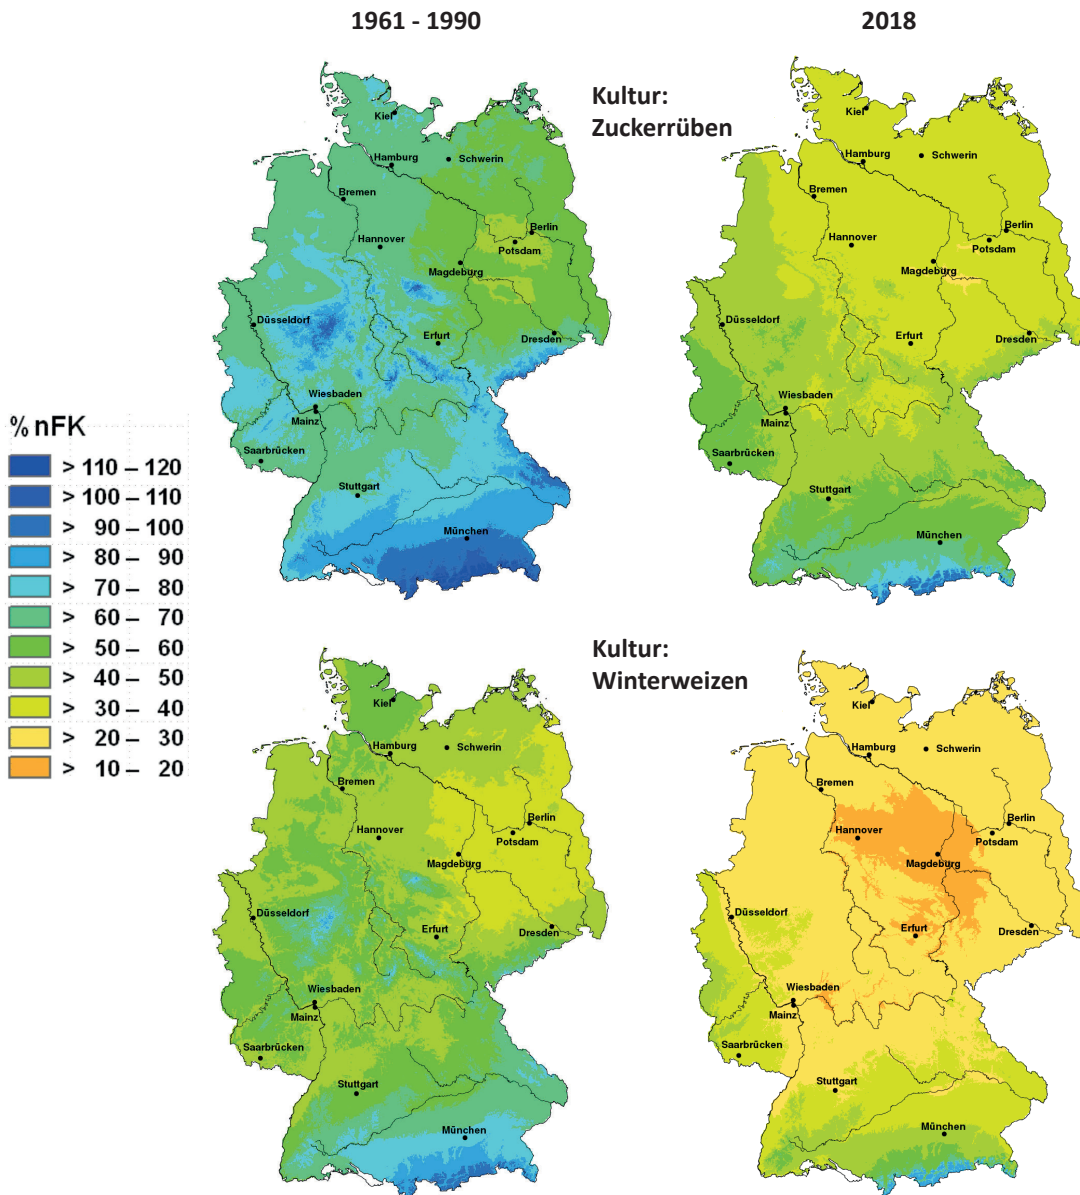 1961 - 1990
2018
Kultur:
Zuckerrüben
Kiel
Hamburg
Schwerin
Bremen
Berlin
Hannover
Potsdam
Magdeburg
Düsseldorf
Erfurt
Dresden
Wiesbaden
Mainz
Saarbrücken
Stuttgart
München
Kiel
Hamburg
Schwerin
Bremen
Berlin
Hannover
Potsdam
Magdeburg
Düsseldorf
Erfurt
Dresden
Wiesbaden
Mainz
Saarbrücken
Stuttgart
München
% nFK
> 110 – 120
> 100 – 110
> 90 – 100
> 80 – 90
> 70 – 80
> 60 – 70
> 50 – 60
> 40 – 50
> 30 – 40
> 20 – 30
> 10 – 20
Kultur:
Winterweizen
Kiel
Hamburg
Schwerin
Bremen
Berlin
Hannover
Potsdam
Magdeburg
Düsseldorf
Erfurt
Dresden
Wiesbaden
Mainz
Saarbrücken
Stuttgart
München
Kiel
Hamburg
Schwerin
Bremen
Berlin
Hannover
Potsdam
Magdeburg
Düsseldorf
Erfurt
Dresden
Wiesbaden
Mainz
Saarbrücken
Stuttgart
München